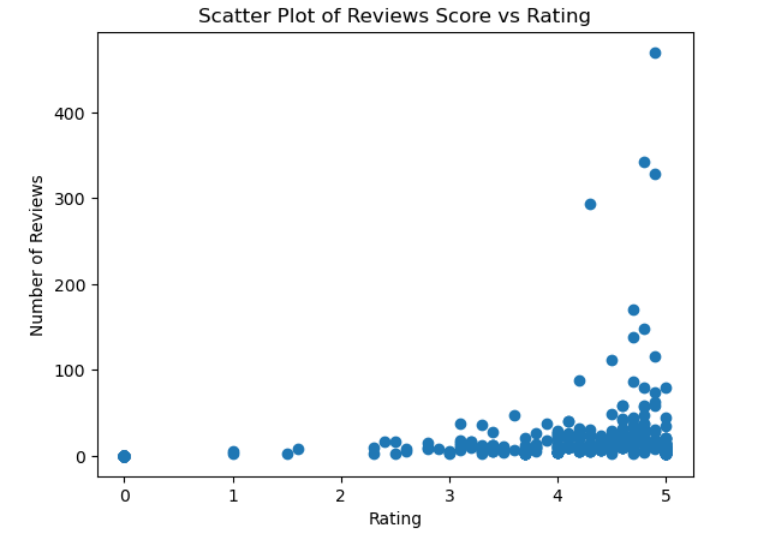 Scatter Plot of Reviews Score vs Rating
Number of Reviews
400
300
200
100
0
0 1 2 3 4 5
Rating